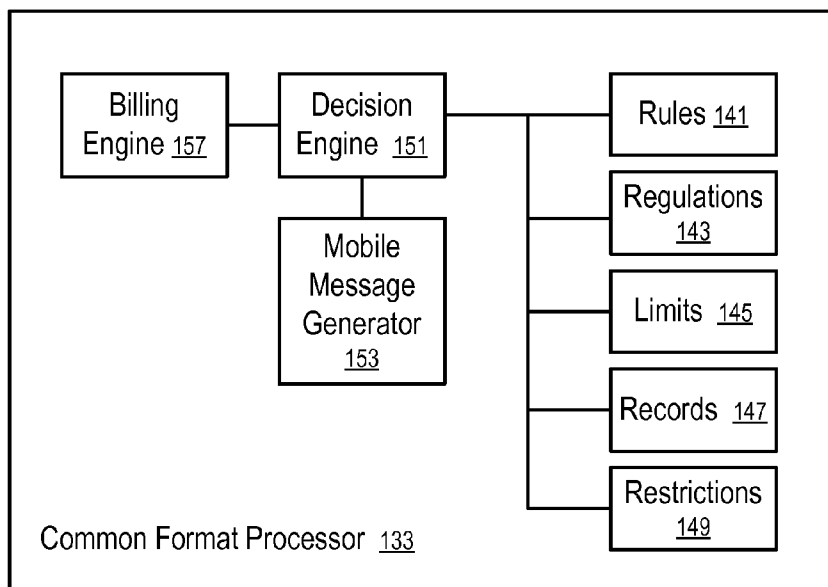 Billing
Engine 157
Decision
Engine 151
Mobile
Message
Generator
153
Rules 141
Regulations
143
Limits 145
Records 147
Restrictions
149
Common Format Processor 133